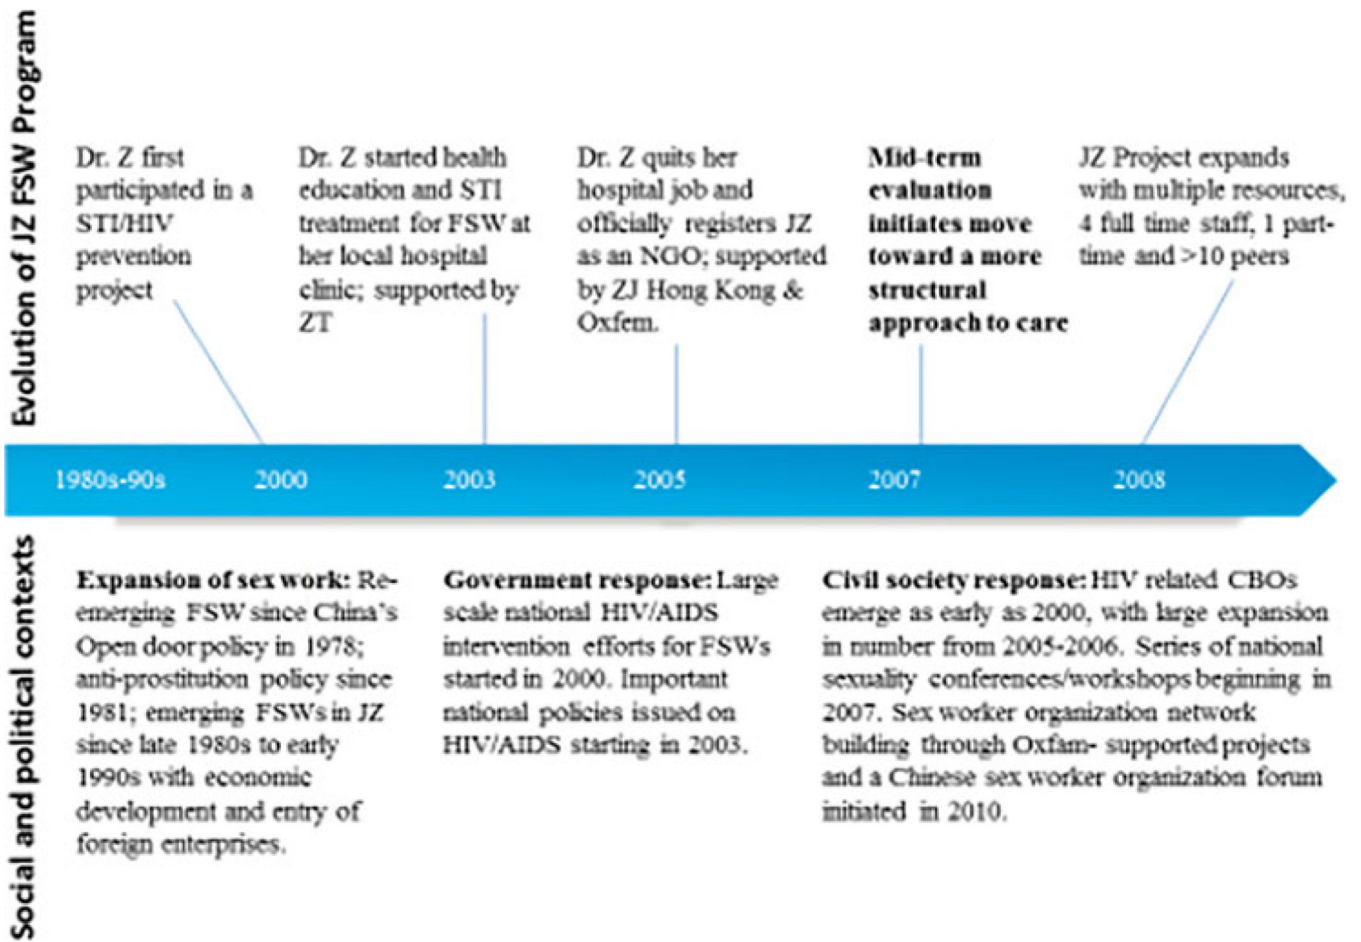 Evolution of JZ FSW Program
Dr. Z first
participated in a
STI/HIV
prevention
project
Dr. Z started health
education and STI
treatment for FSW at
her local hospital
clinic; supported by
ZT
Dr. Z quits her
hospital job and
officially registers JZ
as an NGO; supported
by ZJ Hong Kong &
Oxfem.
Mid-term
evaluation
initiates move
toward a more
structural
approach to care
JZ Project expands
with multiple resources,
4 full time staff, 1 part-
time and >10 peers
1980s-90s 2000 2003 2005 2007 2008
Social and political contexts
Expansion of sex work: Re-
emerging FSW since China's
Open door policy in 1978;
anti-prostitution policy since
1981; emerging FSWs in JZ
since late 1980s to early
1990s with economic
development and entry of
foreign enterprises.
Government response: Large
scale national HIV/AIDS
intervention efforts for FSWs
started in 2000. Important
national policies issued on
HIV/AIDS starting in 2003.
Civil society response: HIV related CBOs
emerge as early as 2000, with large expansion
in number from 2005-2006. Series of national
sexuality conferences/workshops beginning in
2007. Sex worker organization network
building through Oxfam- supported projects
and a Chinese sex worker organization forum
initiated in 2010.